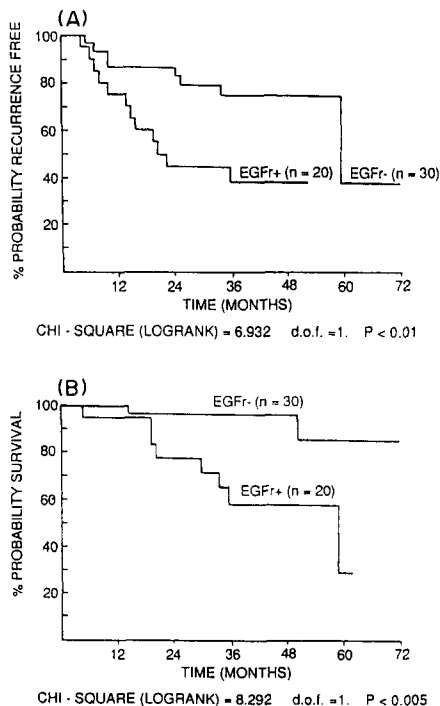 (A)
% PROBABILITY RECURRENCE FREE
100
80
60
40
20
EGFr+ (n = 20)
EGFr- (n = 30)
12
24
36
48
60
72
TIME (MONTHS)
CHI - SQUARE (LOGRANK) = 6.932 d.o.f. =1. P < 0.01
(B)
% PROBABILITY SURVIVAL
100
80
60
40
20
EGFr- (n = 30)
EGFr+ (n = 20)
12
24
36
48
60
72
TIME (MONTHS)
CHI - SQUARE (LOGRANK) = 8.292 d.o.f. =1. P < 0.005